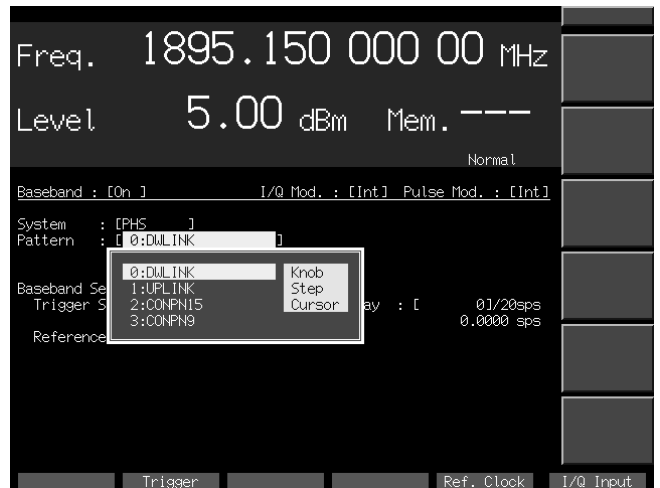 Freq. 1895.150 000 00 MHz
Level 5.00 dBm Mem. ---
Normal
Baseband : [On ] I/Q Mod. : [Int] Pulse Mod. : [Int]
System : [PHS ]
Pattern : [ 0:DWLINK ]
0:DWLINK Knob
Baseband Se 1:UPLINK Step
Trigger S 2:CONPN15 Cursor ay : [ 0]/20sps
3:CONPN9 0.0000 sps
Reference
Trigger Ref. Clock I/Q Input